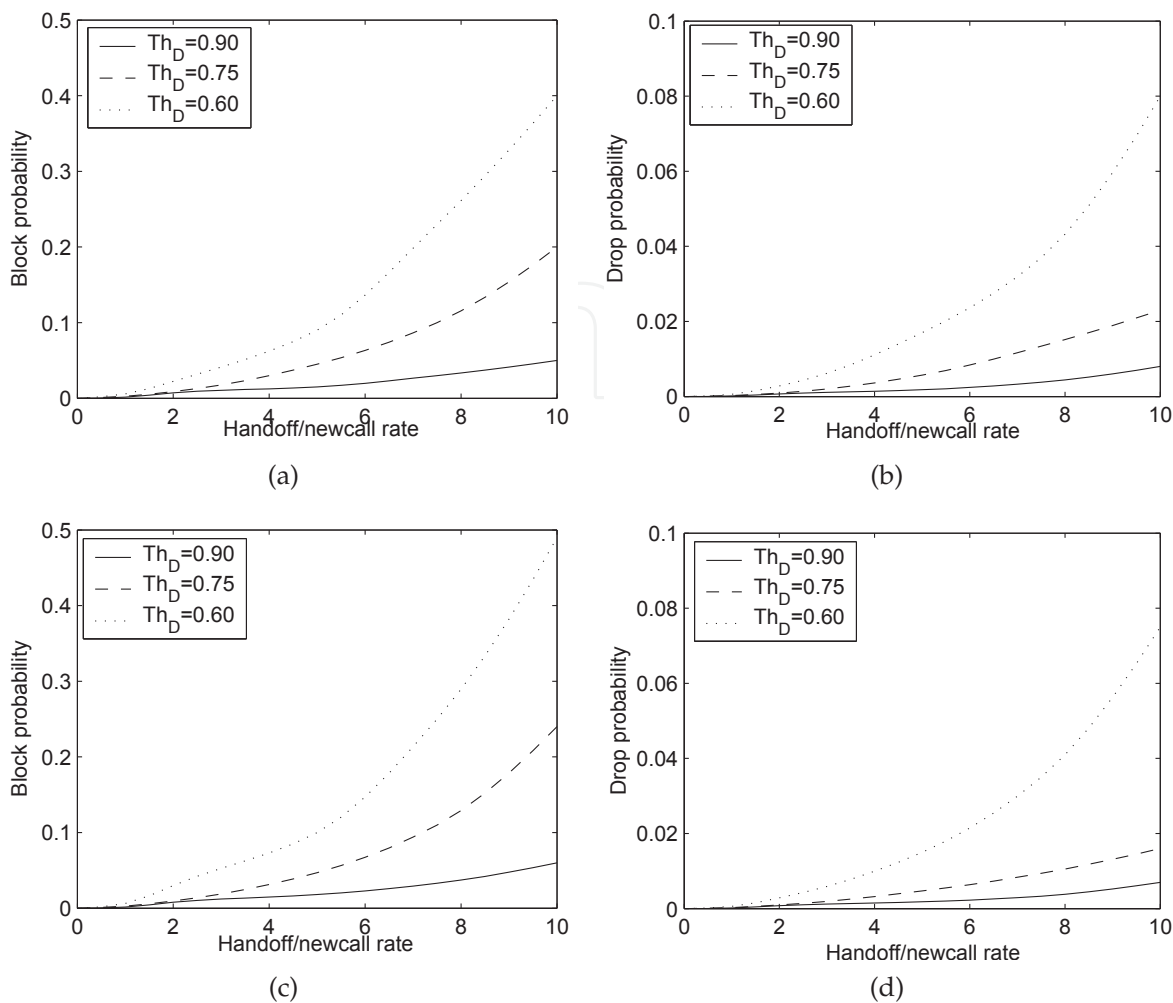 0.5
0.4
0.3
0.2
0.1
0
Block probability
Th_D=0.90
Th_D=0.75
Th_D=0.60
0 2 4 6 8 10
Handoff/newcall rate
(a)
0.1
0.08
0.06
0.04
0.02
0
Drop probability
Th_D=0.90
Th_D=0.75
Th_D=0.60
0 2 4 6 8 10
Handoff/newcall rate
(b)
0.5
0.4
0.3
0.2
0.1
0
Block probability
Th_D=0.90
Th_D=0.75
Th_D=0.60
0 2 4 6 8 10
Handoff/newcall rate
(c)
0.1
0.08
0.06
0.04
0.02
0
Drop probability
Th_D=0.90
Th_D=0.75
Th_D=0.60
0 2 4 6 8 10
Handoff/newcall rate
(d)